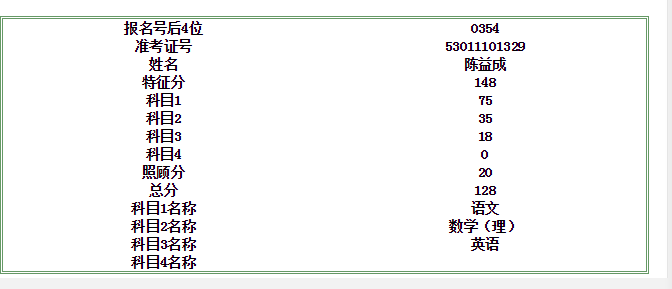 报名号后4位 0354
准考证号 53011101329
姓名 陈益成
特征分 148
科目1 75
科目2 35
科目3 18
科目4 0
照顾分 20
总分 128
科目1名称 语文
科目2名称 数学（理）
科目3名称 英语
科目4名称